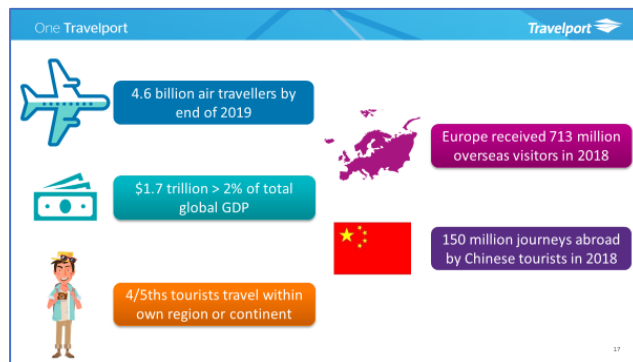 One Travelport
Travelport
4.6 billion air travellers by
end of 2019
$1.7 trillion > 2% of total
global GDP
4/5ths tourists travel within
own region or continent
Europe received 713 million
overseas visitors in 2018
150 million journeys abroad
by Chinese tourists in 2018
17